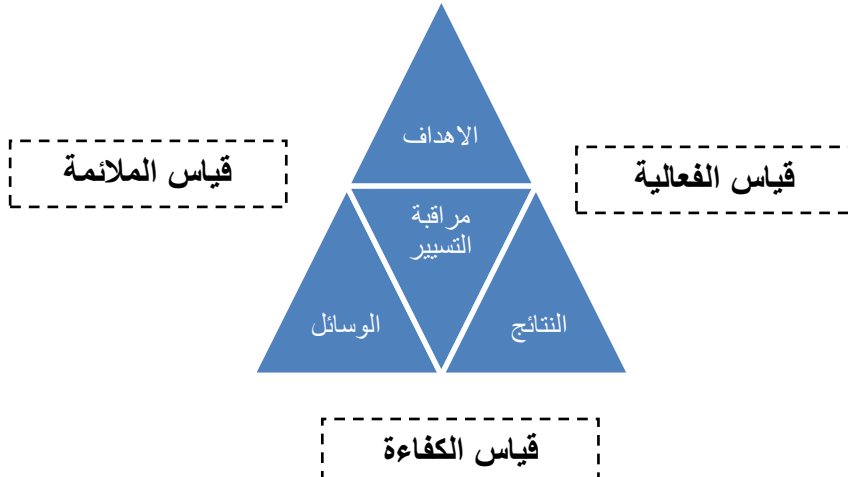 الاهداف
قياس الملائمة
قياس الفعالية
مراقبة
التسيير
الوسائل
النتائج
قياس الكفاءة